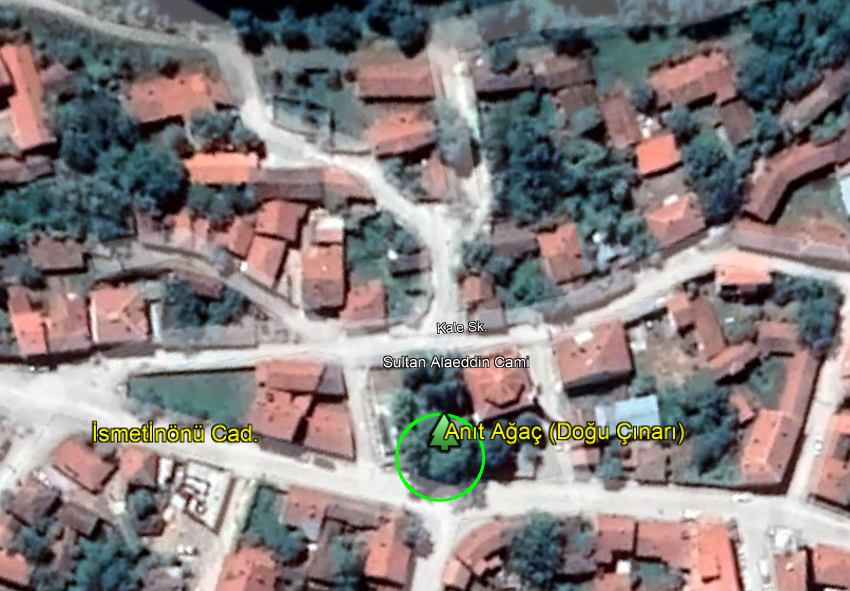 Kale Sk.
Sultan Alaeddin Cami
İsmetİnönü Cad.
Anıt Ağaç (Doğu Çınarı)